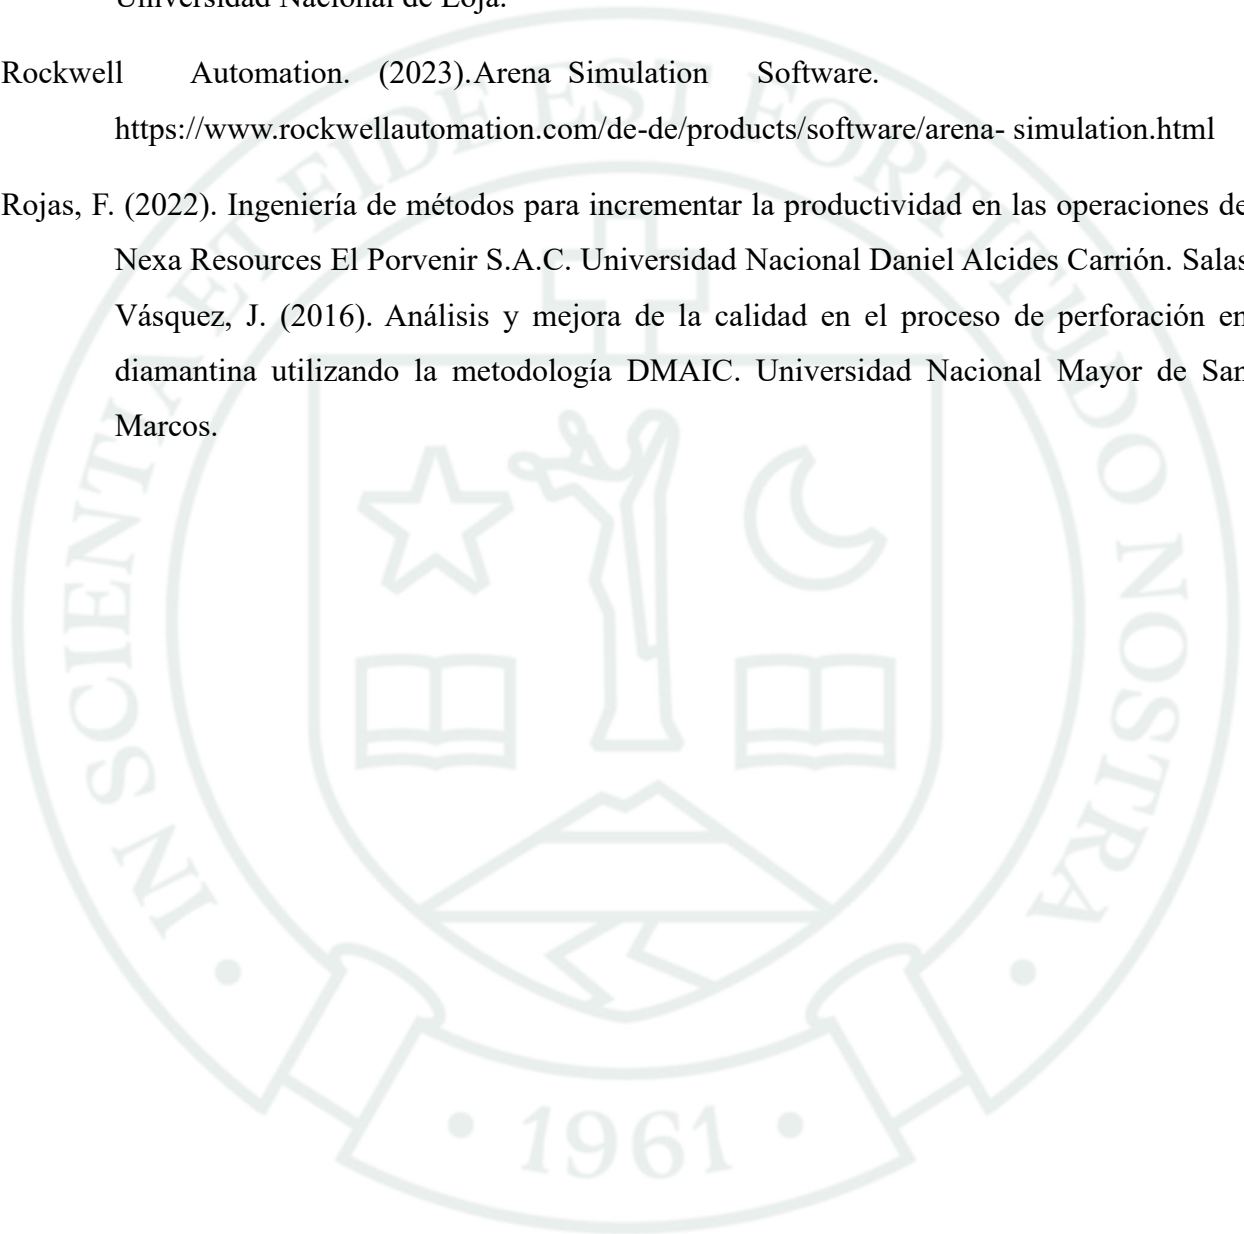 Universidad Nacional de Loja.
Rockwell Automation. (2023).Arena Simulation Software.
https://www.rockwellautomation.com/de-de/products/software/arena- simulation.html
Rojas, F. (2022). Ingeniería de métodos para incrementar la productividad en las operaciones de
Nexa Resources El Porvenir S.A.C. Universidad Nacional Daniel Alcides Carrión. Salas
Vásquez, J. (2016). Análisis y mejora de la calidad en el proceso de perforación en
diamantina utilizando la metodología DMAIC. Universidad Nacional Mayor de San
Marcos.
IN SCIENTIA ET FIDE EST FORTITUDO NOSTRA
1961